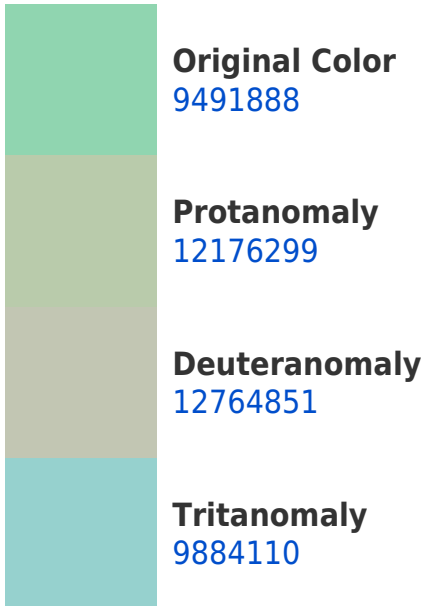 Original Color
9491888
Protanomaly
12176299
Deuteranomaly
12764851
Tritanomaly
9884110